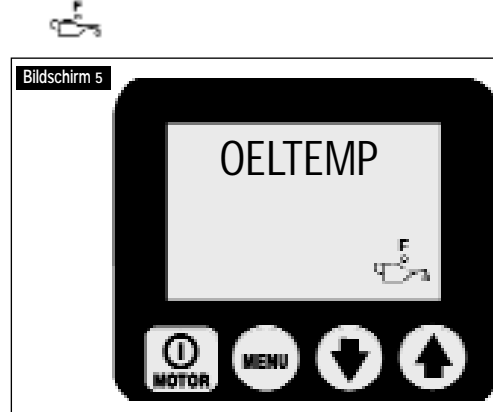 F
Bildschirm 5
OELTEMP
F
MOTOR
MENU